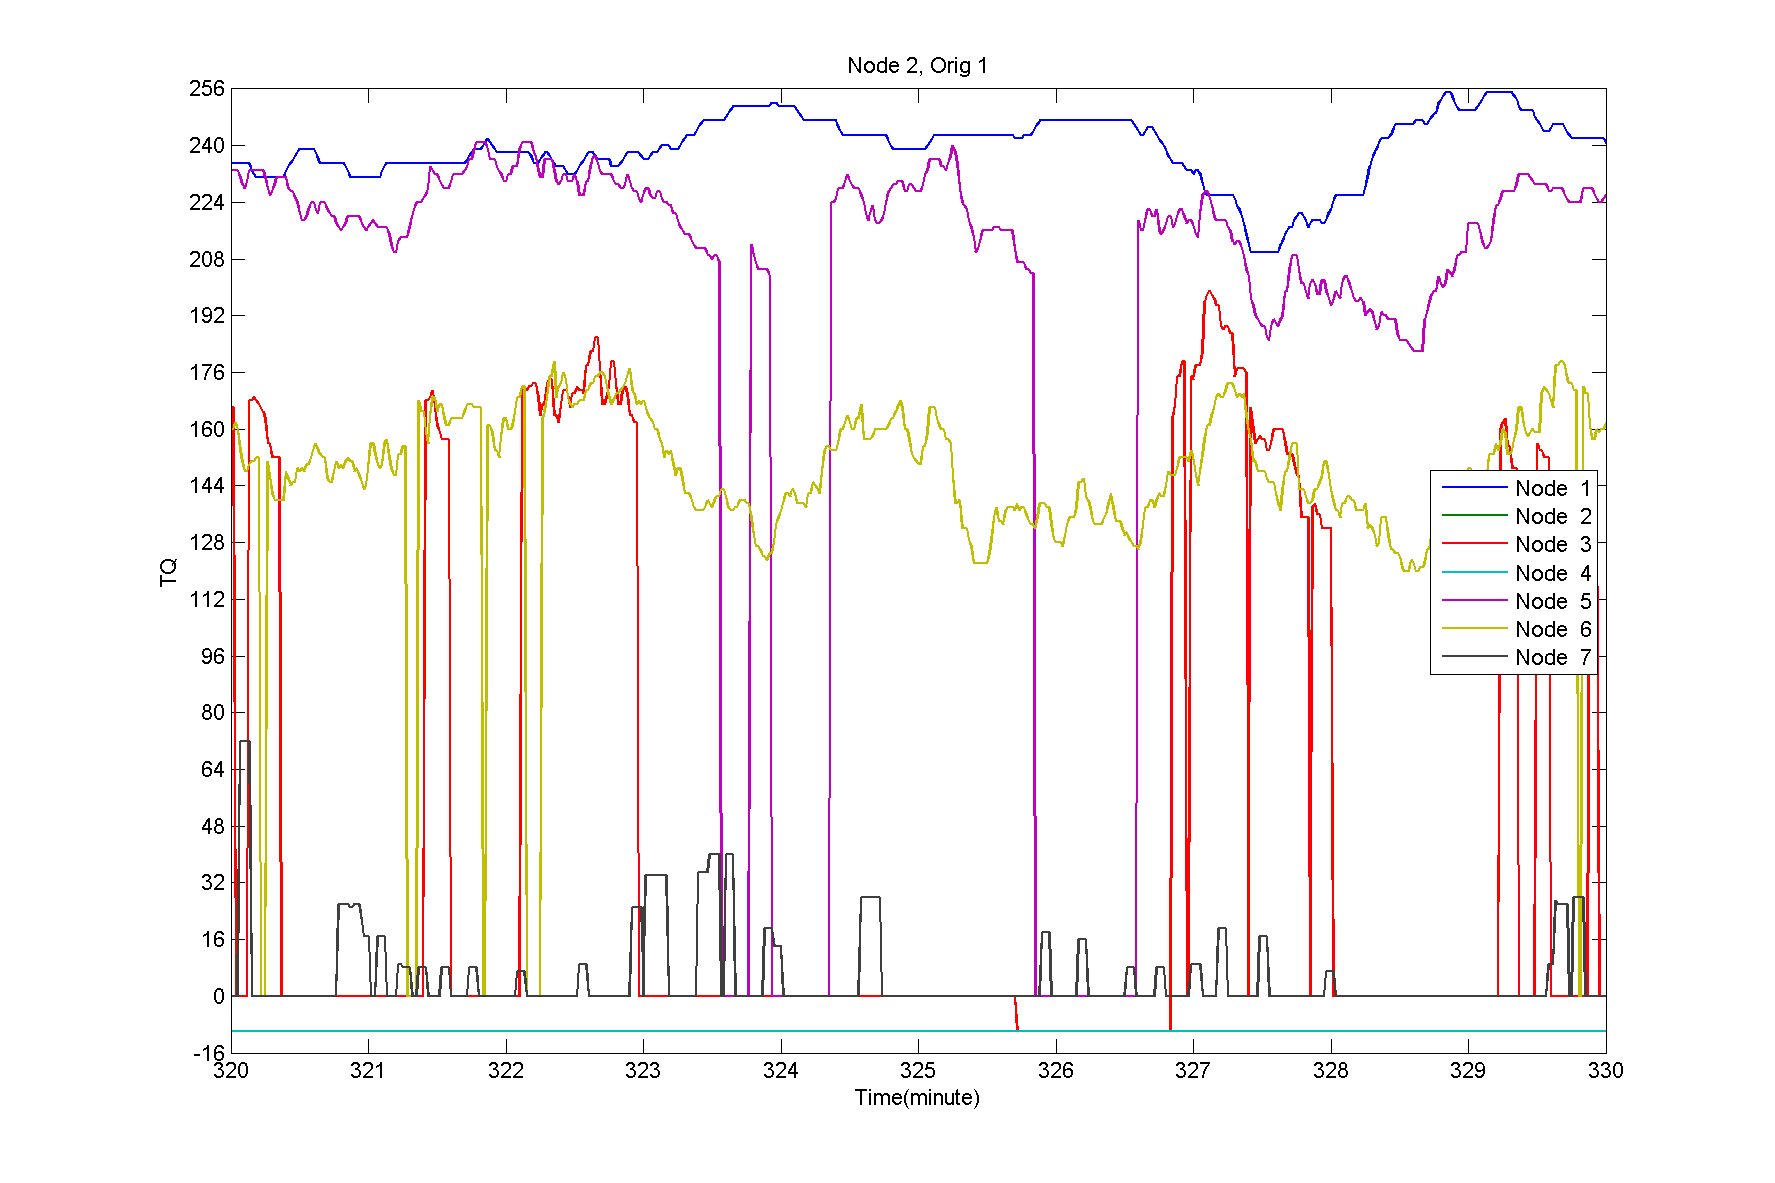 Node 2, Orig 1
256
240
224
208
192
176
160
144
128
112
96
80
64
48
32
16
0
-16
TQ
Node 1
Node 2
Node 3
Node 4
Node 5
Node 6
Node 7
320 321 322 323 324 325 326 327 328 329 330
Time(minute)